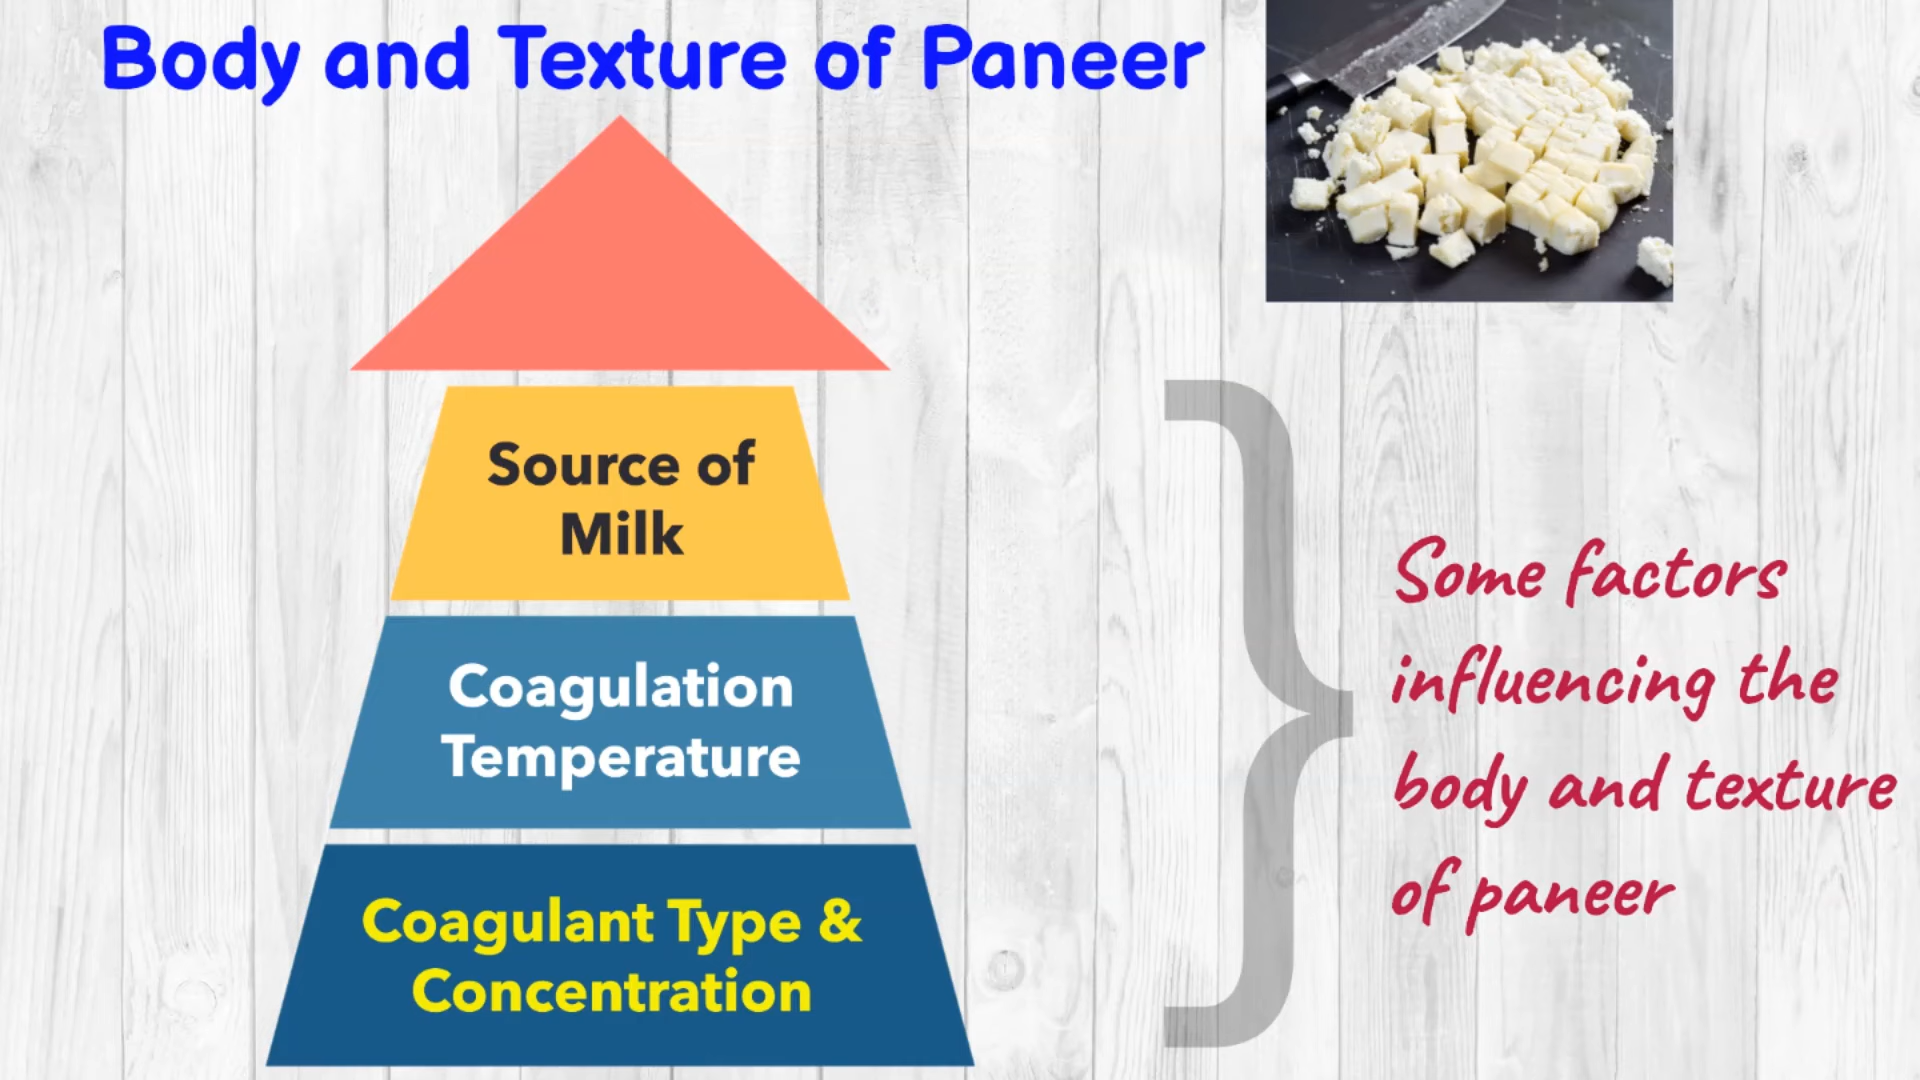 Body and Texture of Paneer
Source of
Milk
Coagulation
Temperature
Coagulant Type &
Concentration
Some factors
influencing the
body and texture
of paneer